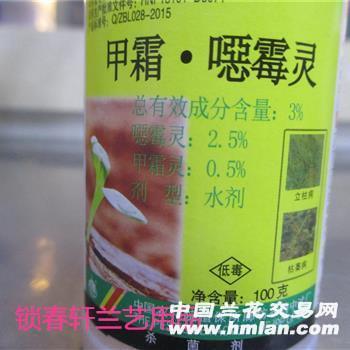 Q/ZBL028-2015
甲霜·噁霉灵
总有效成分含量：3%
噁霉灵：2.5%
甲霜灵：0.5%
剂 型：水剂
立枯病
枯萎病
低毒
净含量：100克
锁春轩兰艺用
中国兰花交易网
www.hmlan.com
杀菌剂